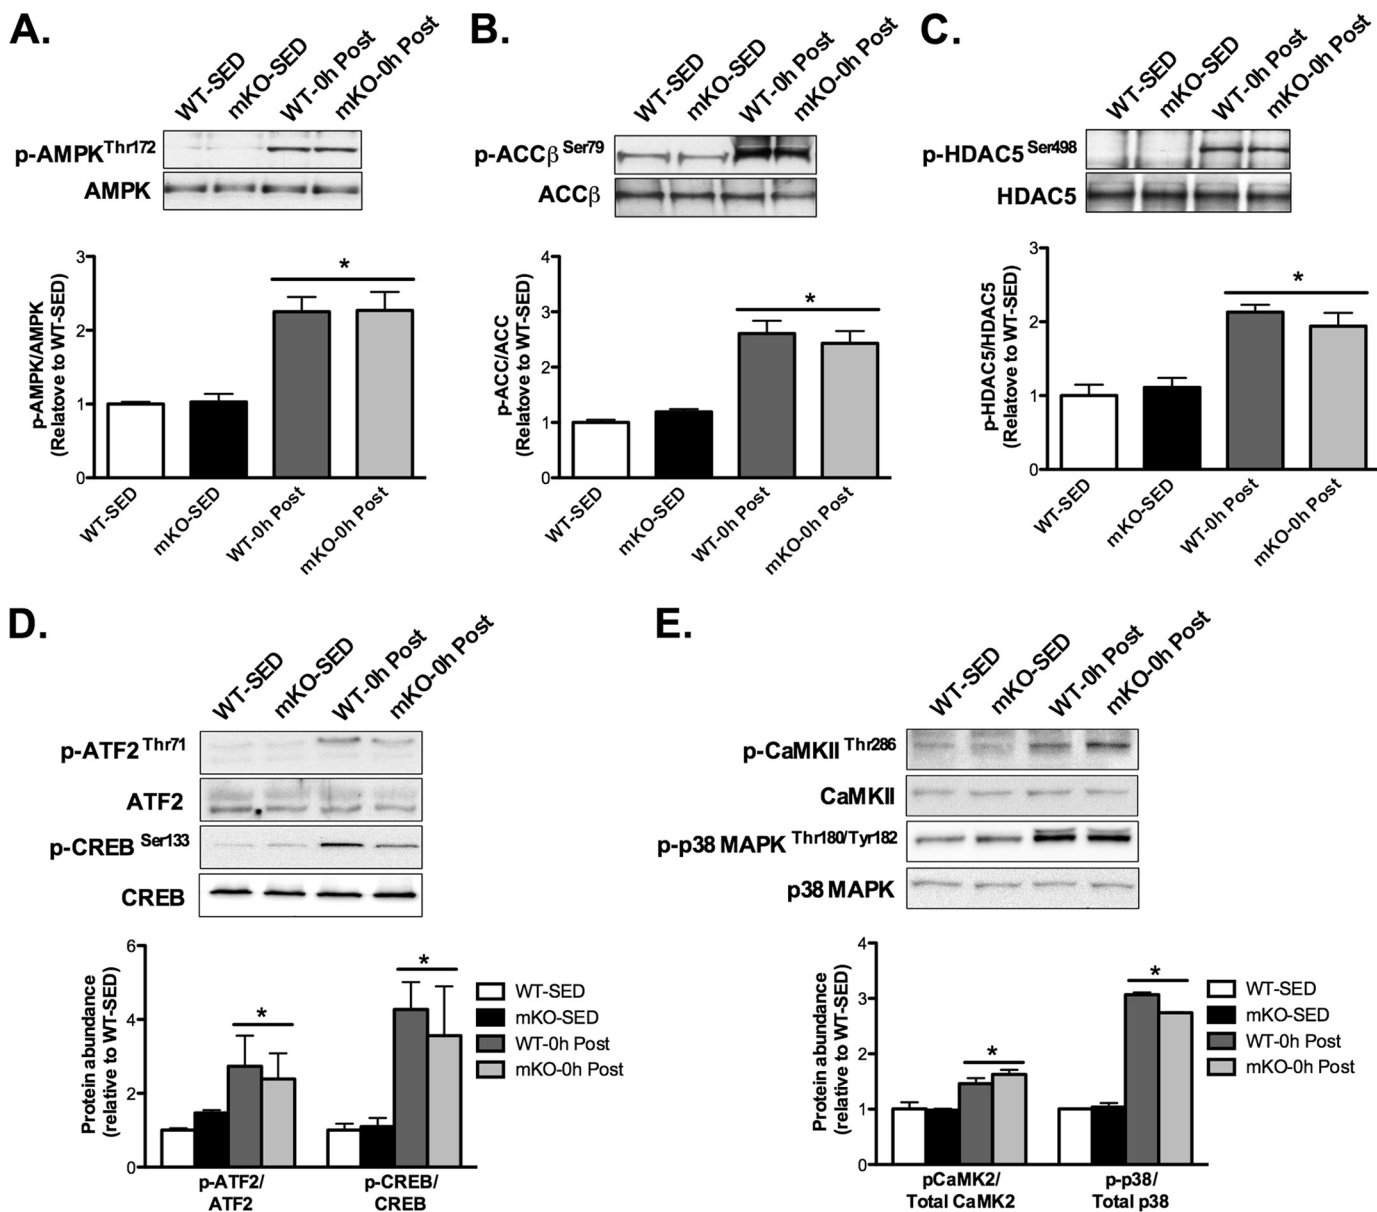 A.
WT-SED
mKO-SED
WT-0h Post
mKO-0h Post
p-AMPK Thr172
AMPK
p-AMPK/AMPK
(Relatove to WT-SED)
3
2
1
0
*
WT-SED
mKO-SED
WT-0h Post
mKO-0h Post
B.
WT-SED
mKO-SED
WT-0h Post
mKO-0h Post
p-ACCβ Ser79
ACCβ
p-ACC/ACC
(Relatove to WT-SED)
4
3
2
1
0
*
WT-SED
mKO-SED
WT-0h Post
mKO-0h Post
C.
WT-SED
mKO-SED
WT-0h Post
mKO-0h Post
p-HDAC5 Ser498
HDAC5
p-HDAC5/HDAC5
(Relatove to WT-SED)
3
2
1
0
*
WT-SED
mKO-SED
WT-0h Post
mKO-0h Post
D.
WT-SED
mKO-SED
WT-0h Post
mKO-0h Post
p-ATF2 Thr71
ATF2
p-CREB Ser133
CREB
Protein abundance
(relative to WT-SED)
6
4
2
0
*
*
p-ATF2/
ATF2
p-CREB/
CREB
WT-SED
mKO-SED
WT-0h Post
mKO-0h Post
E.
WT-SED
mKO-SED
WT-0h Post
mKO-0h Post
p-CaMKII Thr286
CaMKII
p-p38 MAPK Thr180/Tyr182
p38 MAPK
Protein abundance
(relative to WT-SED)
4
3
2
1
0
*
*
pCaMK2/
Total CaMK2
p-p38/
Total p38
WT-SED
mKO-SED
WT-0h Post
mKO-0h Post